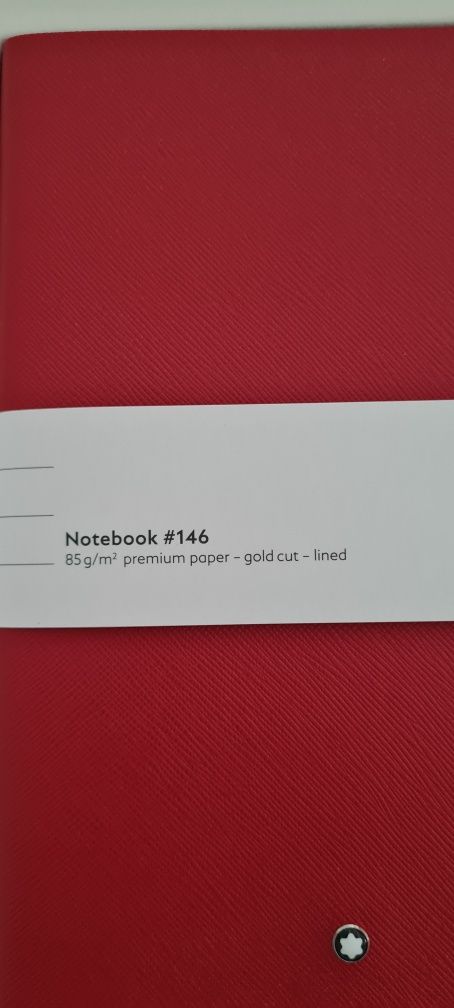 Notebook #146
85 g/m² premium paper – gold cut – lined